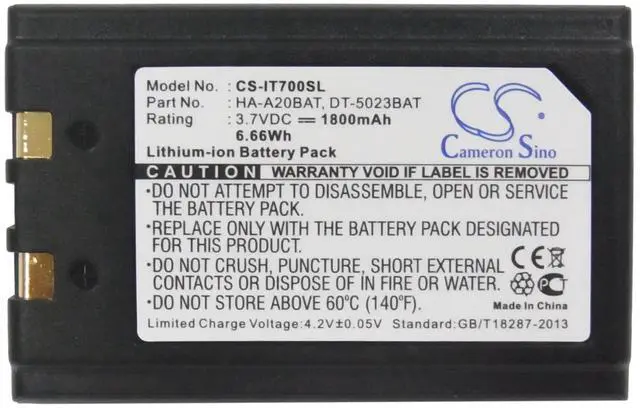 Model No.: CS-IT700SL
Part No. : HA-A20BAT, DT-5023BAT
Rating : 3.7VDC ⎓ 1800mAh
6.66Wh
Lithium-ion Battery Pack
CS
Cameron Sino
CAUTION WARRANTY VOID IF LABEL IS REMOVED
•DO NOT ATTEMPT TO DISASSEMBLE, OPEN OR SERVICE
THE BATTERY PACK.
•REPLACE ONLY WITH THE BATTERY PACK DESIGNATED
FOR THIS PRODUCT.
•DO NOT CRUSH, PUNCTURE, SHORT EXTERNAL
CONTACTS OR DISPOSE OF IN FIRE OR WATER.
•DO NOT STORE ABOVE 60°C (140°F).
CE
Made In China
Limited Charge Voltage:4.2V±0.05V Standard:GB/T18287-2013